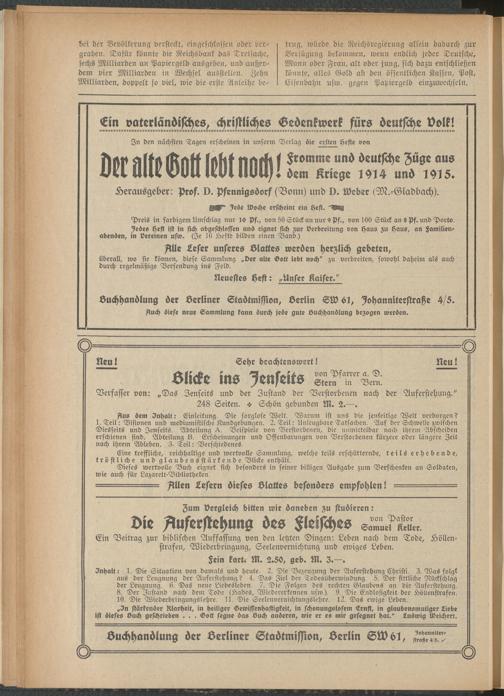 bei der Bevölkerung versteckt, eingeschlossen oder ver-
graben. Dafür könnte die Reichsbank das Dreifache,
sechs Milliarden an Papiergeld ausgeben, und außer-
dem vier Milliarden in Wechsel ausstellen. Zehn
Milliarden, doppelt so viel, wie die erste Anleihe be-
trug, würde die Reichsregierung allein dadurch zur
Verfügung bekommen, wenn endlich jeder Deutsche,
Mann oder Frau, alt oder jung, sich dazu entschließen
könnte, alles Gold an den öffentlichen Kassen, Post,
Eisenbahn usw. gegen Papiergeld einzuwechseln.
Ein vaterländisches, christliches Gedenkwerk fürs deutsche Volk!
In den nächsten Tagen erscheinen in unserm Verlag die ersten Hefte von
Der alte Gott lebt noch! Fromme und deutsche Züge aus
dem Kriege 1914 und 1915.
Herausgeber: Prof. D. Pfennigsdorf (Bonn) und D. Weber (M.-Gladbach).
Jede Woche erscheint ein Heft.
Preis in farbigem Umschlag nur 10 Pf., von 50 Stück an nur 9 Pf., von 100 Stück an 8 Pf. und Porto.
Jedes Heft ist in sich abgeschlossen und eignet sich zur Verbreitung von Haus zu Haus, an Familien-
abenden, in Vereinen usw. (Je 10 Hefte bilden einen Band.)
Alle Leser unseres Blattes werden herzlich gebeten,
überall, wo sie können, diese Sammlung „Der alte Gott lebt noch" zu verbreiten, sowohl daheim als auch
durch regelmäßige Versendung ins Feld.
Neuestes Heft: „Unser Kaiser."
Buchhandlung der Berliner Stadtmission, Berlin SW 61, Johanniterstraße 4/5.
Auch diese neue Sammlung kann durch jede gute Buchhandlung bezogen werden.
Neu! Sehr beachtenswert! Neu!
Blicke ins Jenseits von Pfarrer a. D.
Stern in Bern.
Verfasser von: „Das Jenseits und der Zustand der Verstorbenen nach der Auferstehung."
248 Seiten. Schön gebunden M. 2.—.
Aus dem Inhalt: Einleitung. Die sorglose Welt. Warum ist uns die jenseitige Welt verborgen?
1. Teil: Visionen und mediumistische Kundgebungen. 2. Teil: Unleugbare Tatsachen. Auf der Schwelle zwischen
Diesseits und Jenseits. Abteilung A. Beispiele von Verstorbenen, die unmittelbar nach ihrem Abscheiden
erschienen sind. Abteilung B. Erscheinungen und Offenbarungen von Verstorbenen kürzere oder längere Zeit
nach ihrem Ableben. 3. Teil: Verschiedenes.
Eine treffliche, reichhaltige und wertvolle Sammlung, welche teils erschütternde, teils erhebende,
tröstliche und glaubensstärkende Blicke enthält.
Dieses wertvolle Buch eignet sich besonders in seiner billigen Ausgabe zum Verschenken an Soldaten,
wie auch für Lazarett-Bibliotheken.
Allen Lesern dieses Blattes besonders empfohlen!
Zum Vergleich bitten wir daneben zu studieren:
Die Auferstehung des Fleisches von Pastor
Samuel Keller.
Ein Beitrag zur biblischen Auffassung von den letzten Dingen: Leben nach dem Tode, Höllen-
strafen, Wiederbringung, Seelenvernichtung und ewiges Leben.
Fein kart. M. 2.50, geb. M. 3.—.
Inhalt: 1. Die Situation von damals und heute. 2. Die Bezeugung der Auferstehung Christi. 3. Was folgt
aus der Leugnung der Auferstehung? 4. Das Ziel der Todesüberwindung. 5. Der sittliche Rückschlag
der Leugnung. 6. Das neue Liebesleben. 7. Die Folgen des rechten Glaubens an die Auferstehung.
8. Der Zustand nach dem Tode (Hades, Wiedererkennen usw.). 9. Die Endlosigkeit der Höllenstrafen.
10. Die Wiederbringungslehre. 11. Die Seelenvernichtungslehre. 12. Das ewige Leben.
„In stärkender Klarheit, in heiliger Gewissenhaftigkeit, in schonungslosem Ernst, in glaubensmutiger Liebe
ist dieses Buch geschrieben . . . Gott segne das Buch andern, wie er es mir gesegnet hat." Ludwig Weichert.
Buchhandlung der Berliner Stadtmission, Berlin SW 61, Johanniter-
straße 4/5.